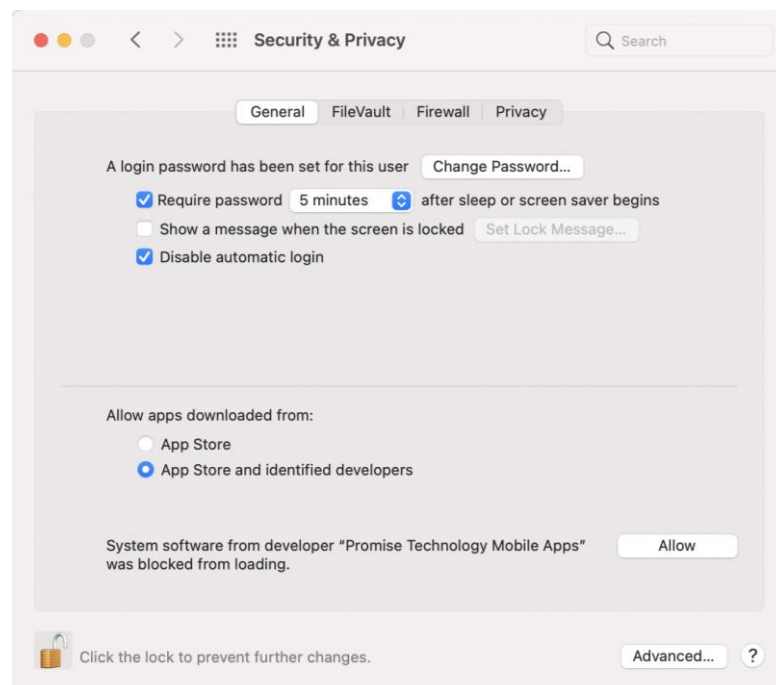 Security & Privacy
Search
General FileVault Firewall Privacy
A login password has been set for this user Change Password...
Require password 5 minutes after sleep or screen saver begins
Show a message when the screen is locked Set Lock Message...
Disable automatic login
Allow apps downloaded from:
App Store
App Store and identified developers
System software from developer “Promise Technology Mobile Apps” Allow
was blocked from loading.
Click the lock to prevent further changes. Advanced... ?